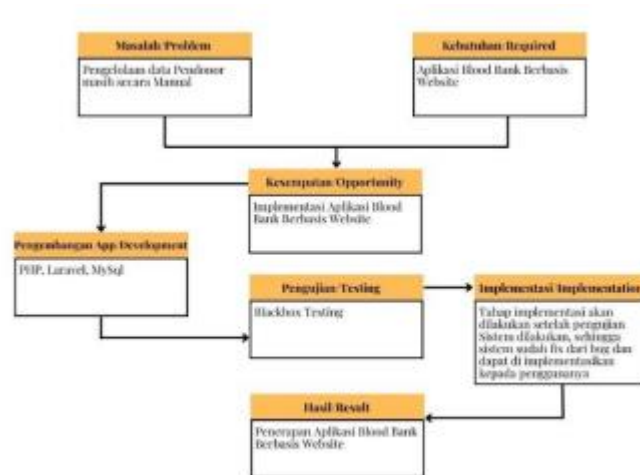 Masalah/Problem
Pengelolaan data Pendonor
masih secara Manual
Kebutuhan/Required
Aplikasi Blood Bank Berbasis
Website
Kesempatan/Opportunity
Implementasi Aplikasi Blood
Bank Berbasis Website
Pengembangan App/Development
PHP, Laravel, MySql
Pengujian/Testing
Blackbox Testing
Implementasi/Implementation
Tahap implementasi akan
dilakukan setelah pengujian
Sistem dilakukan, sehingga
sistem sudah fix dari bug dan
dapat di implementasikan
kepada penggunanya
Hasil/Result
Penerapan Aplikasi Blood Bank
Berbasis Website